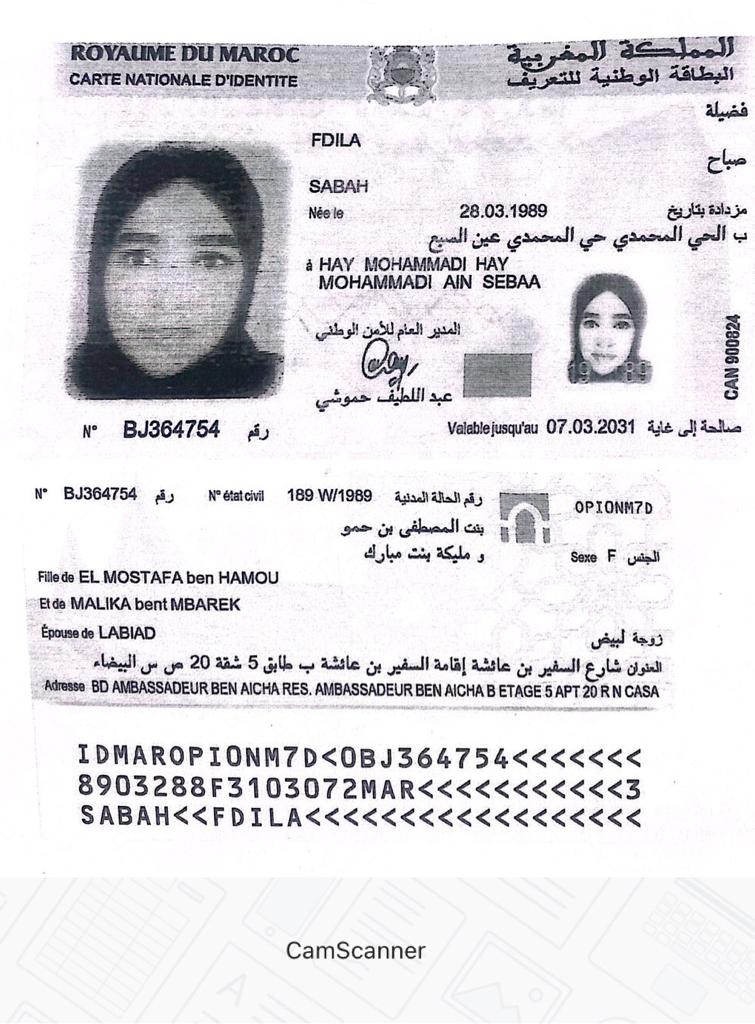 ROYAUME DU MAROC
المملكة المغربية
CARTE NATIONALE D'IDENTITE
البطاقة الوطنية للتعريف
فضيلة
FDILA
صباح
SABAH
Née le 28.03.1989 مزدادة بتاريخ
ب الحي المحمدي حي المحمدي عين السبع
à HAY MOHAMMADI HAY
MOHAMMADI AIN SEBAA
المدير العام للأمن الوطني
عبد اللطيف حموشي
1989
CAN 900824
N° BJ364754 رقم
Valable jusqu'au 07.03.2031 صالحة إلى غاية
N° BJ364754 رقم
N° état civil 189 W/1989 رقم الحالة المدنية
OPIONM7D
بنت المصطفى بن حمو
و مليكة بنت مبارك
Sexe F الجنس
Fille de EL MOSTAFA ben HAMOU
Et de MALIKA bent MBAREK
Épouse de LABIAD
زوجة لبيض
العنوان شارع السفير بن عائشة إقامة السفير بن عائشة ب طابق 5 شقة 20 ص س البيضاء
Adresse BD AMBASSADEUR BEN AICHA RES. AMBASSADEUR BEN AICHA B ETAGE 5 APT 20 R N CASA
IDMAROPIONM7D<0BJ364754<<<<<<<
8903288F3103072MAR<<<<<<<<<<<3
SABAH<<FDILA<<<<<<<<<<<<<<<<<<
CamScanner